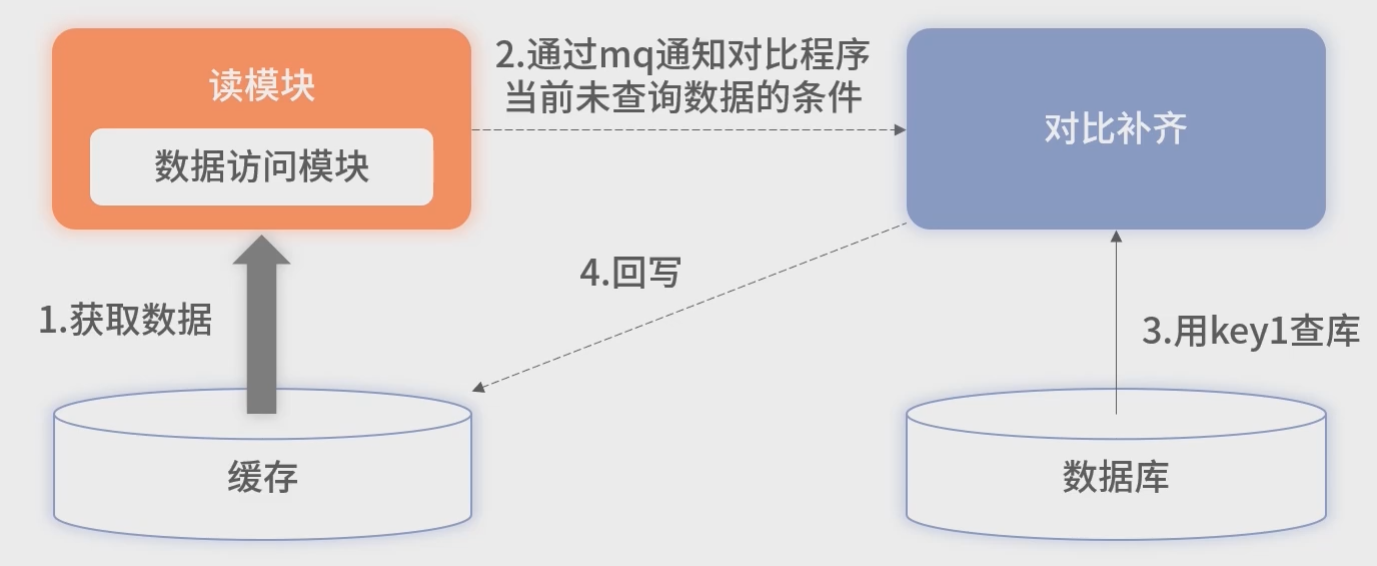 读模块
数据访问模块
2.通过mq通知对比程序
当前未查询数据的条件
对比补齐
1.获取数据
4.回写
3.用key1查库
缓存
数据库